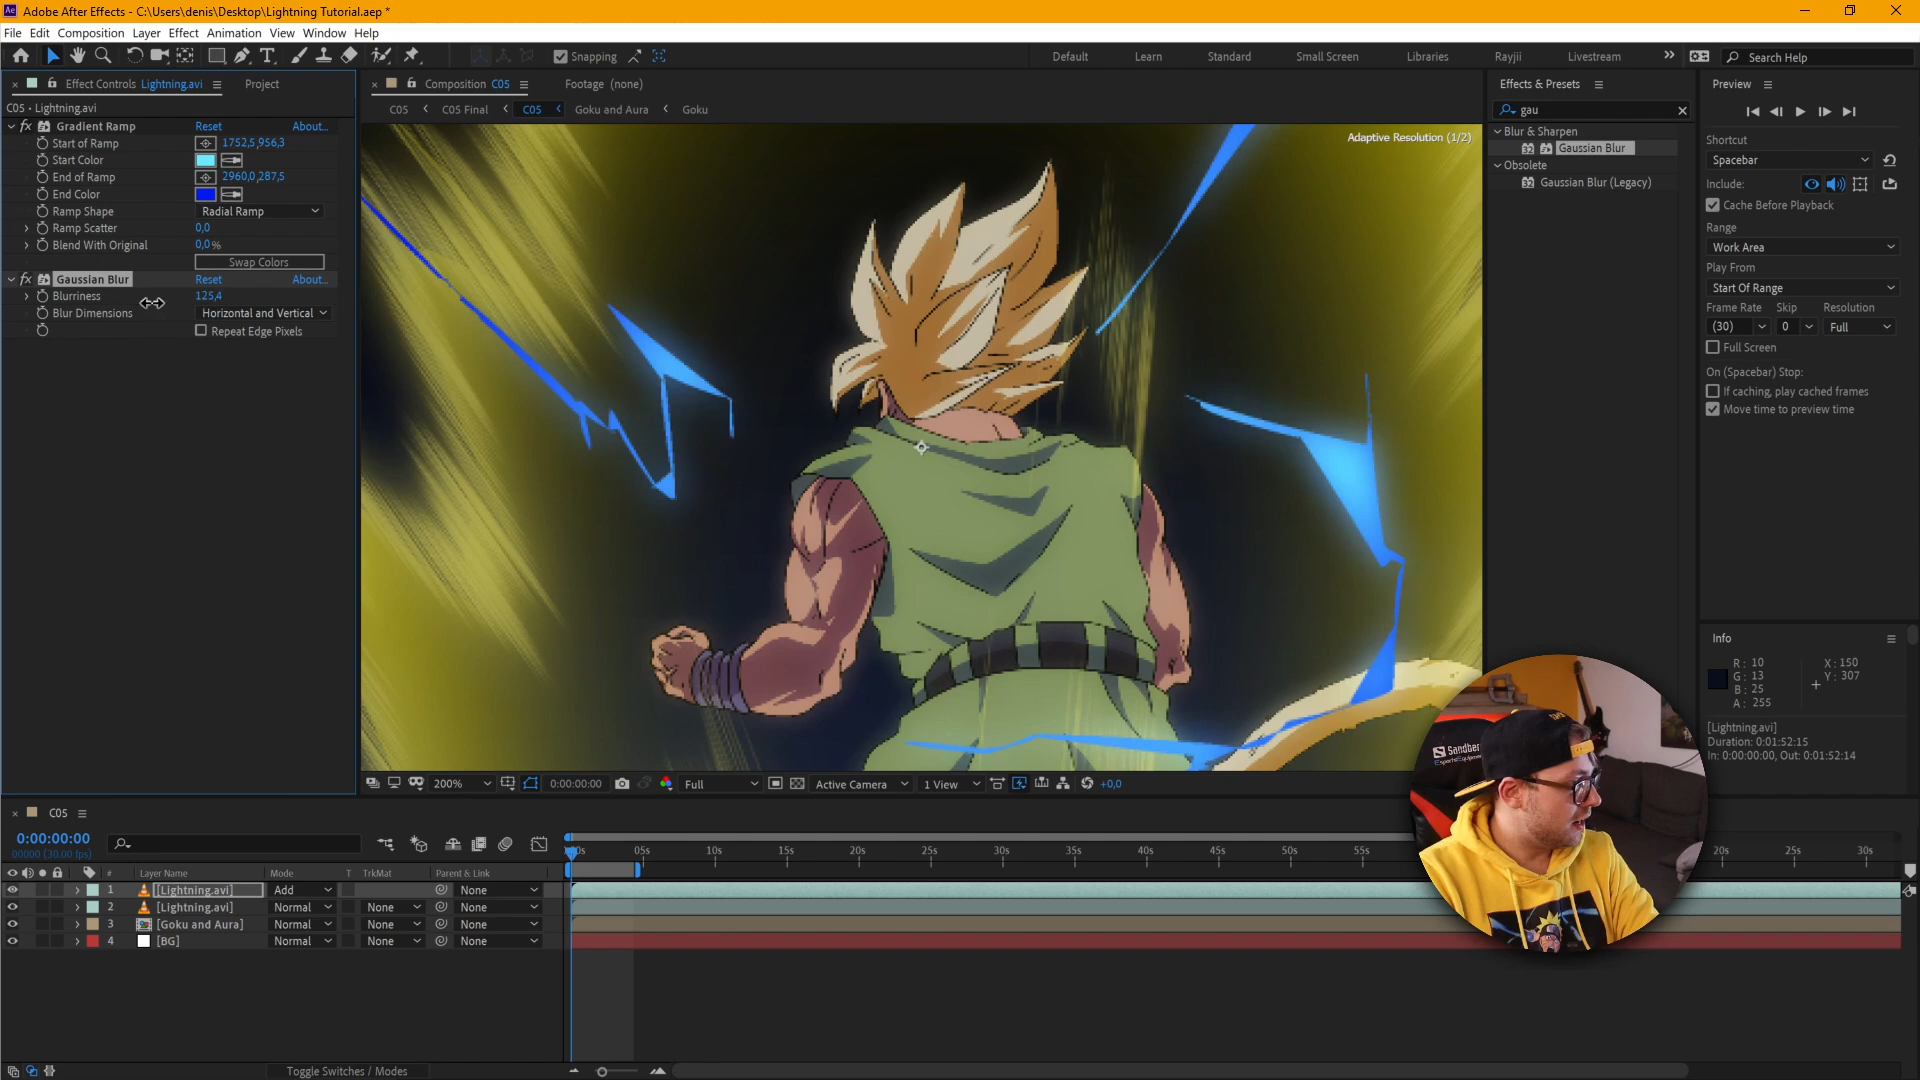 Adobe After Effects - C:\Users\denis\Desktop\Lightning Tutorial.aep *
File Edit Composition Layer Effect Animation View Window Help
Snapping
Default Learn Standard Small Screen Libraries Rayjii Livestream
Search Help
Effect Controls Lightning.avi
Project
C05 • Lightning.avi
Gradient Ramp Reset About...
Start of Ramp 1752,5,956,3
Start Color
End of Ramp 2960,0,287,5
End Color
Ramp Shape Radial Ramp
Ramp Scatter 0,0
Blend With Original 0,0 %
Swap Colors
Gaussian Blur Reset About...
Blurriness 125,4
Blur Dimensions Horizontal and Vertical
Repeat Edge Pixels
Composition C05
Footage (none)
C05 C05 Final C05 Goku and Aura Goku
Adaptive Resolution (1/2)
200% 0:00:00:00 Full Active Camera 1 View +0,0
Effects & Presets
gau
Blur & Sharpen
Gaussian Blur
Obsolete
Gaussian Blur (Legacy)
Preview
Shortcut
Spacebar
Include:
Cache Before Playback
Range
Work Area
Play From
Start Of Range
Frame Rate Skip Resolution
(30) 0 Full
Full Screen
On (Spacebar) Stop:
If caching, play cached frames
Move time to preview time
Info
R: 10 X: 150
G: 13 Y: 307
B: 25
A: 255
[Lightning.avi]
Duration: 0:01:52:15
In: 0:00:00:00, Out: 0:01:52:14
Sandber
C05
0:00:00:00
00000 (30.00 fps)
# Layer Name Mode T TrkMat Parent & Link
05s 10s 15s 20s 25s 30s 35s 40s 45s 50s 55s 20s 25s 30s
1 [Lightning.avi] Add None
2 [Lightning.avi] Normal None None
3 [Goku and Aura] Normal None None
4 [BG] Normal None None
Toggle Switches / Modes